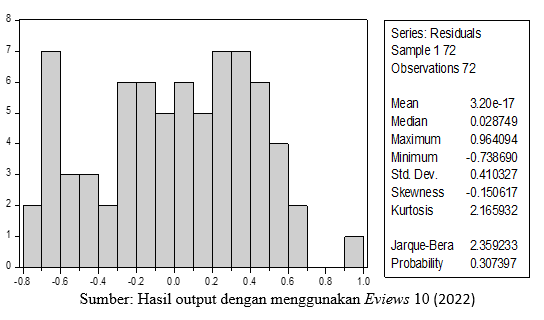 8
7
6
5
4
3
2
1
0
-0.8 -0.6 -0.4 -0.2 0.0 0.2 0.4 0.6 0.8 1.0
Series: Residuals
Sample 1 72
Observations 72
Mean 3.20e-17
Median 0.028749
Maximum 0.964094
Minimum -0.738690
Std. Dev. 0.410327
Skewness -0.150617
Kurtosis 2.165932
Jarque-Bera 2.359233
Probability 0.307397
Sumber: Hasil output dengan menggunakan Eviews 10 (2022)